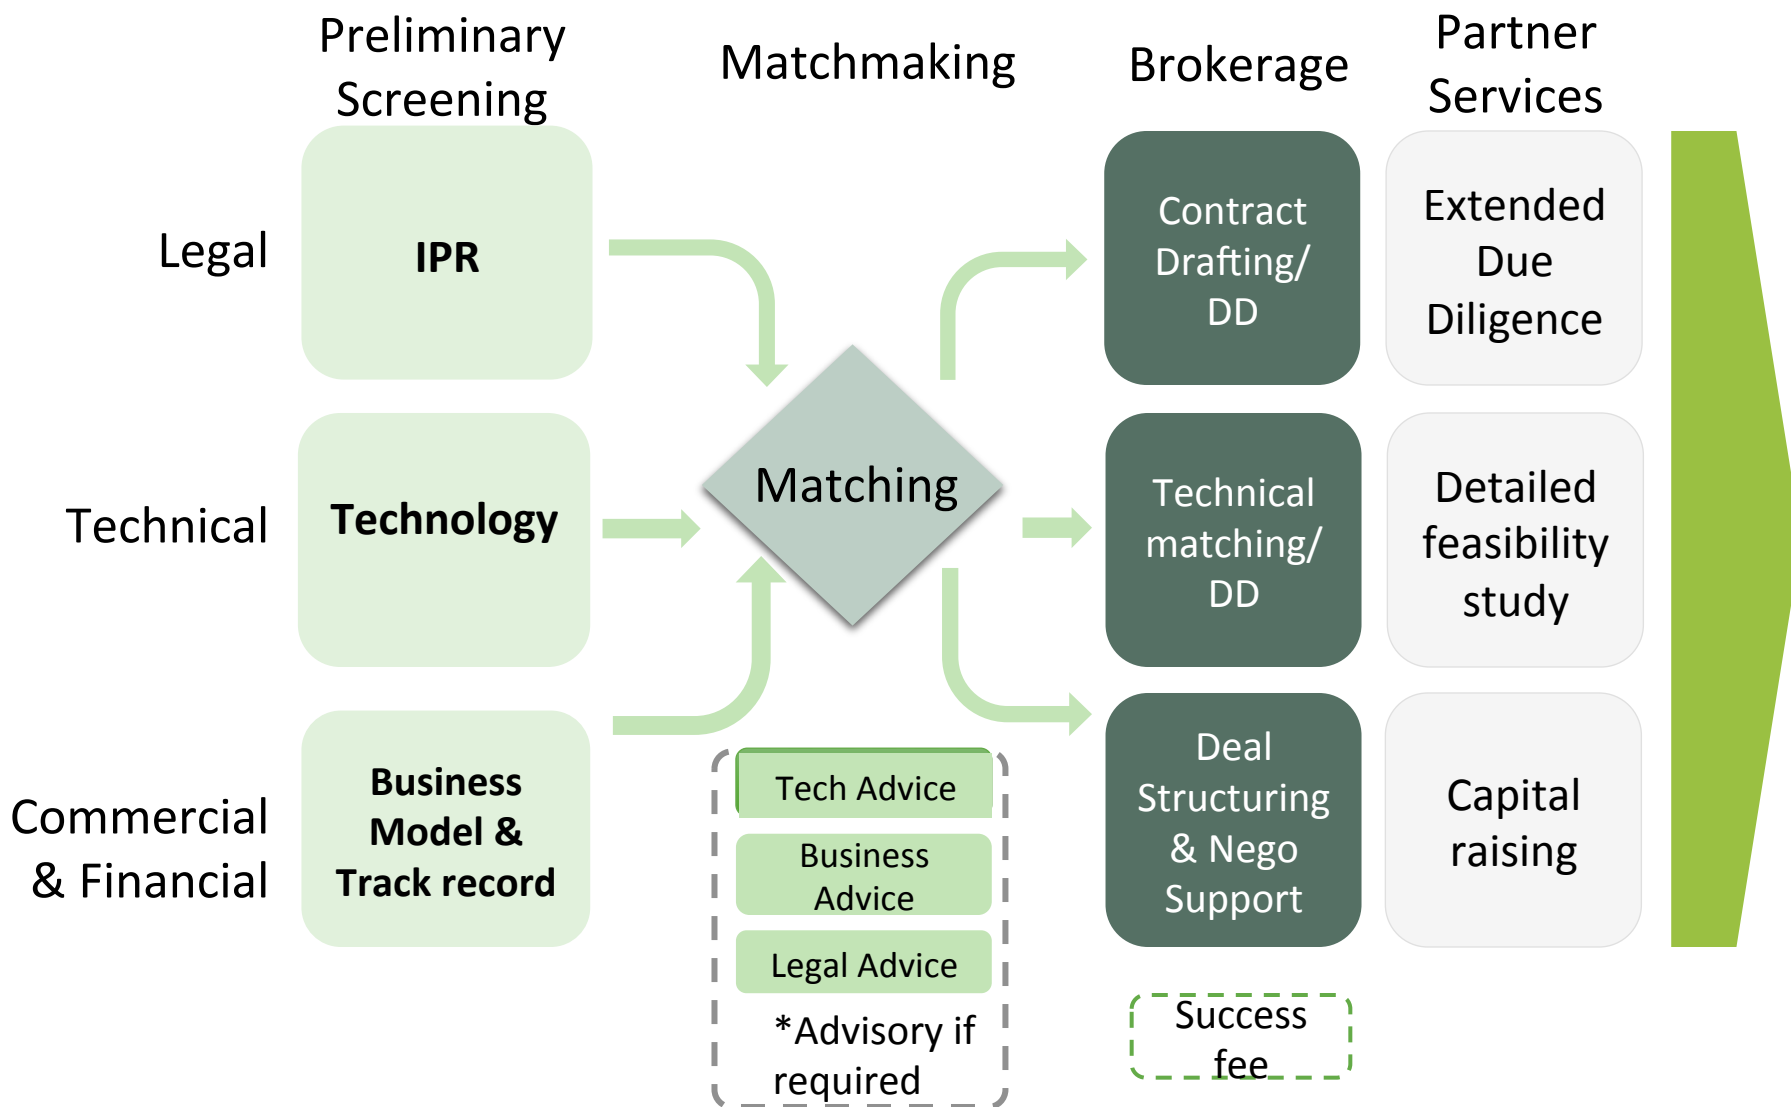 Preliminary
Screening
Matchmaking
Brokerage
Partner
Services
Legal
IPR
Contract
Drafting/
DD
Extended
Due
Diligence
Technical
Technology
Matching
Technical
matching/
DD
Detailed
feasibility
study
Commercial
& Financial
Business
Model &
Track record
Tech Advice
Business
Advice
Legal Advice
*Advisory if
required
Deal
Structuring
& Nego
Support
Capital
raising
Success
fee